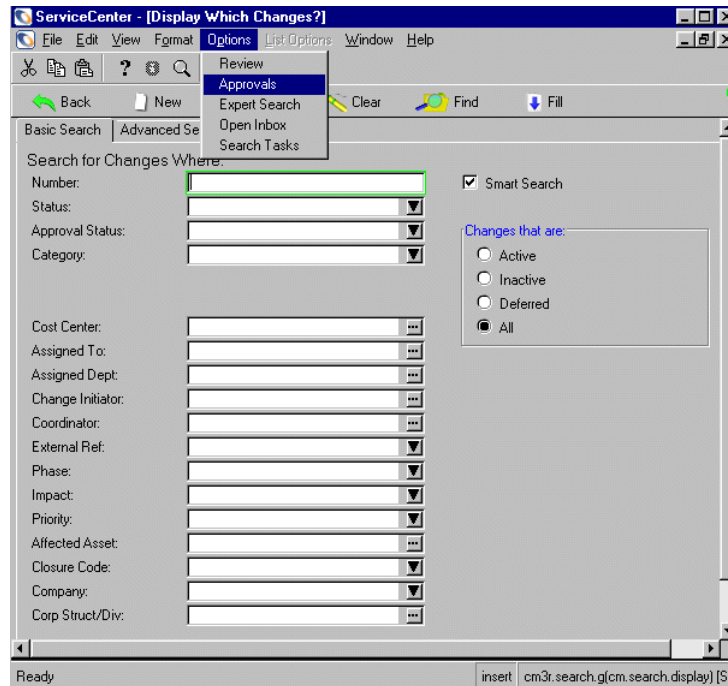 ServiceCenter - [Display Which Changes?]
File Edit View Format Options List Options Window Help
Review
Approvals
Expert Search
Open Inbox
Search Tasks
Back New Clear Find Fill
Basic Search Advanced Se
Search for Changes Where:
Number:
Smart Search
Status:
Approval Status:
Category:
Changes that are:
Active
Inactive
Deferred
All
Cost Center:
Assigned To:
Assigned Dept:
Change Initiator:
Coordinator:
External Ref:
Phase:
Impact:
Priority:
Affected Asset:
Closure Code:
Company:
Corp Struct/Div:
Ready insert cm3r.search.g(cm.search.display) [S